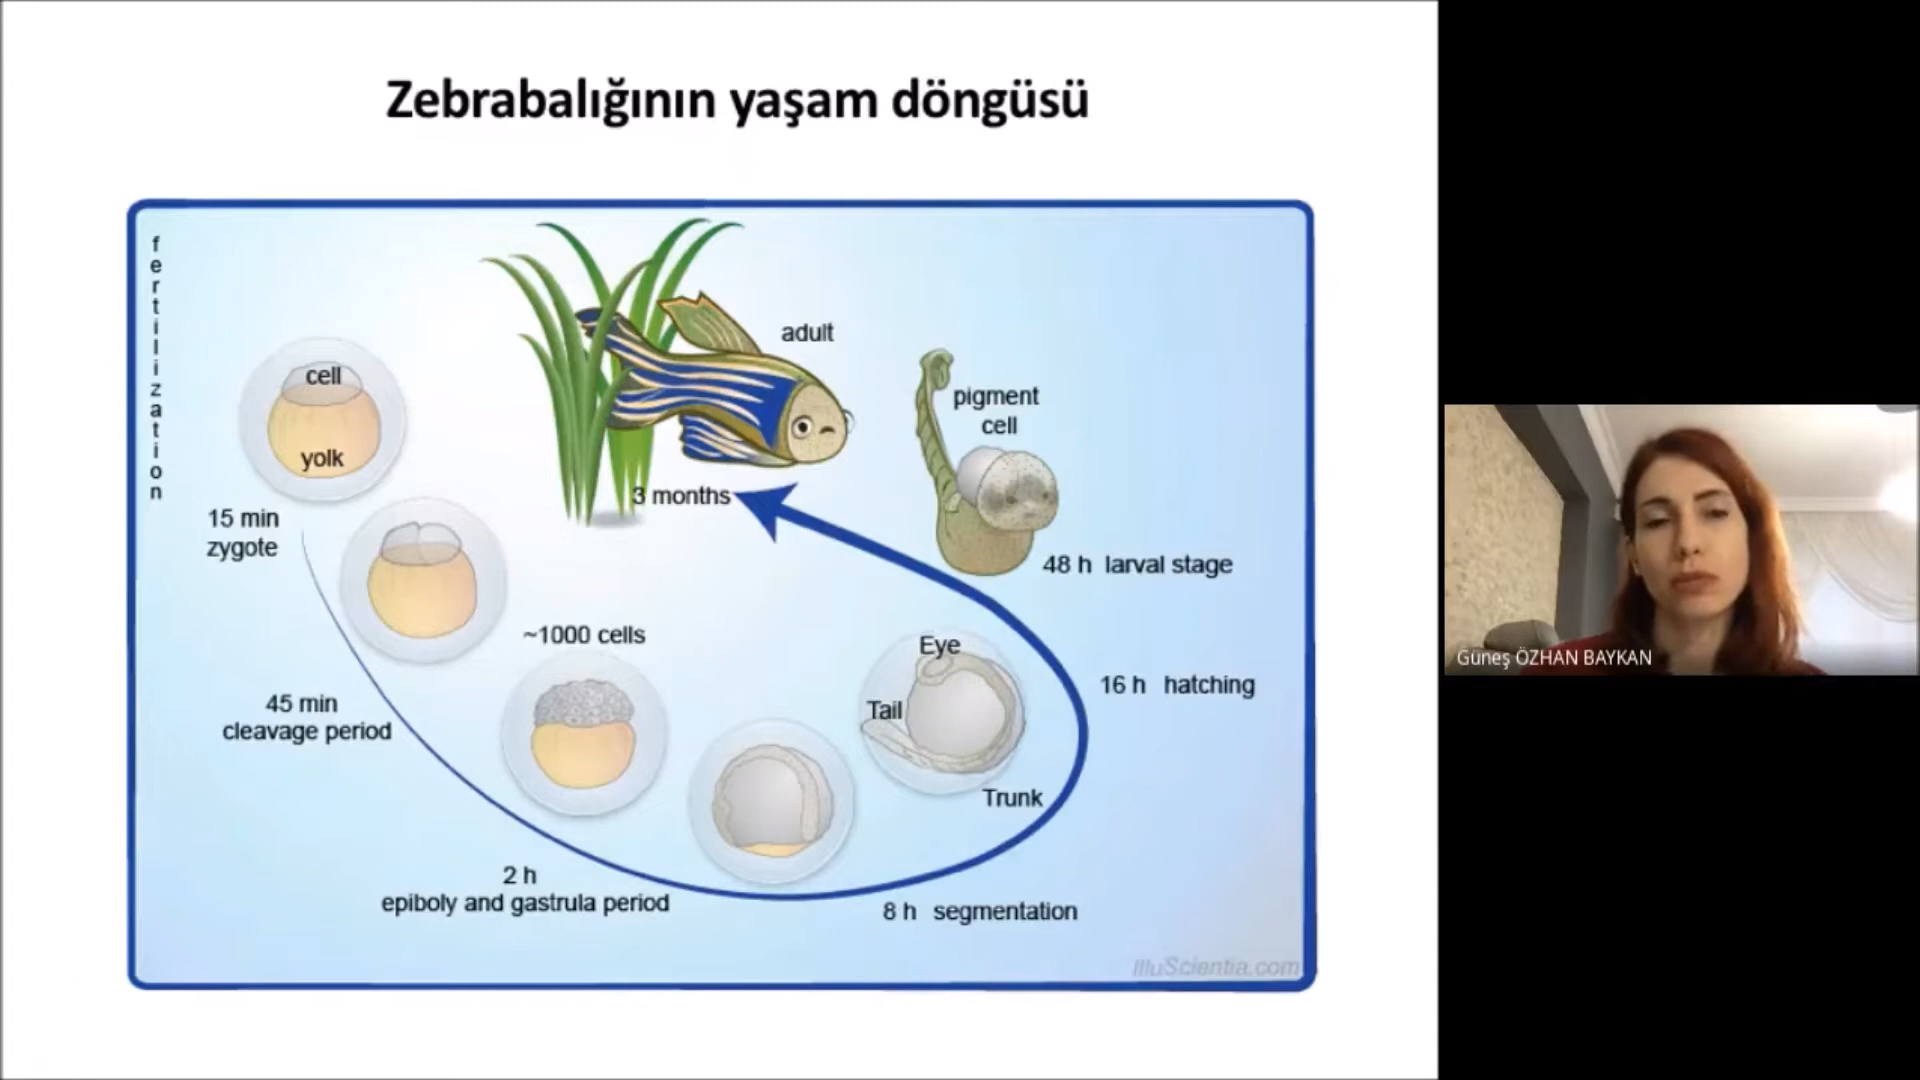 Zebrabalığının yaşam döngüsü
fertilization
cell
yolk
15 min
zygote
45 min
cleavage period
~1000 cells
2 h
epiboly and gastrula period
8 h segmentation
Eye
Tail
Trunk
16 h hatching
pigment
cell
48 h larval stage
adult
3 months
IlluScientia.com
Güneş ÖZHAN BAYKAN